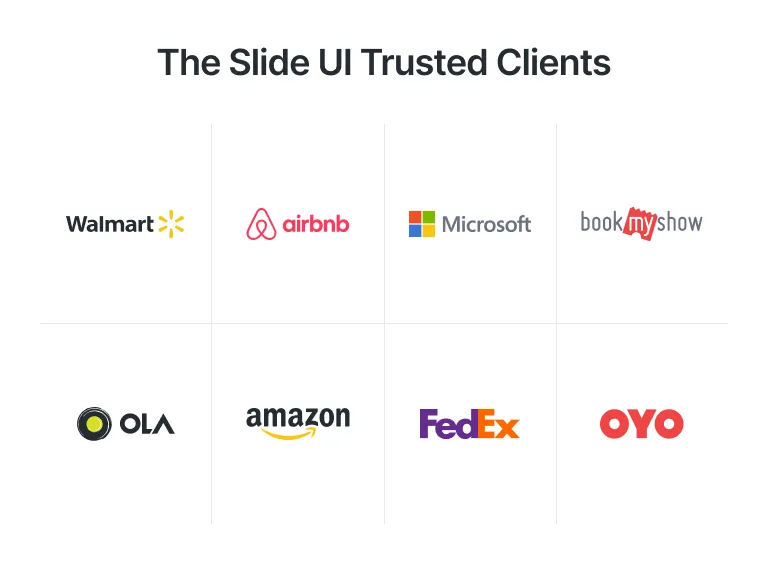 The Slide UI Trusted Clients
Walmart
airbnb
Microsoft
bookmyshow
OLA
amazon
FedEx
OYO